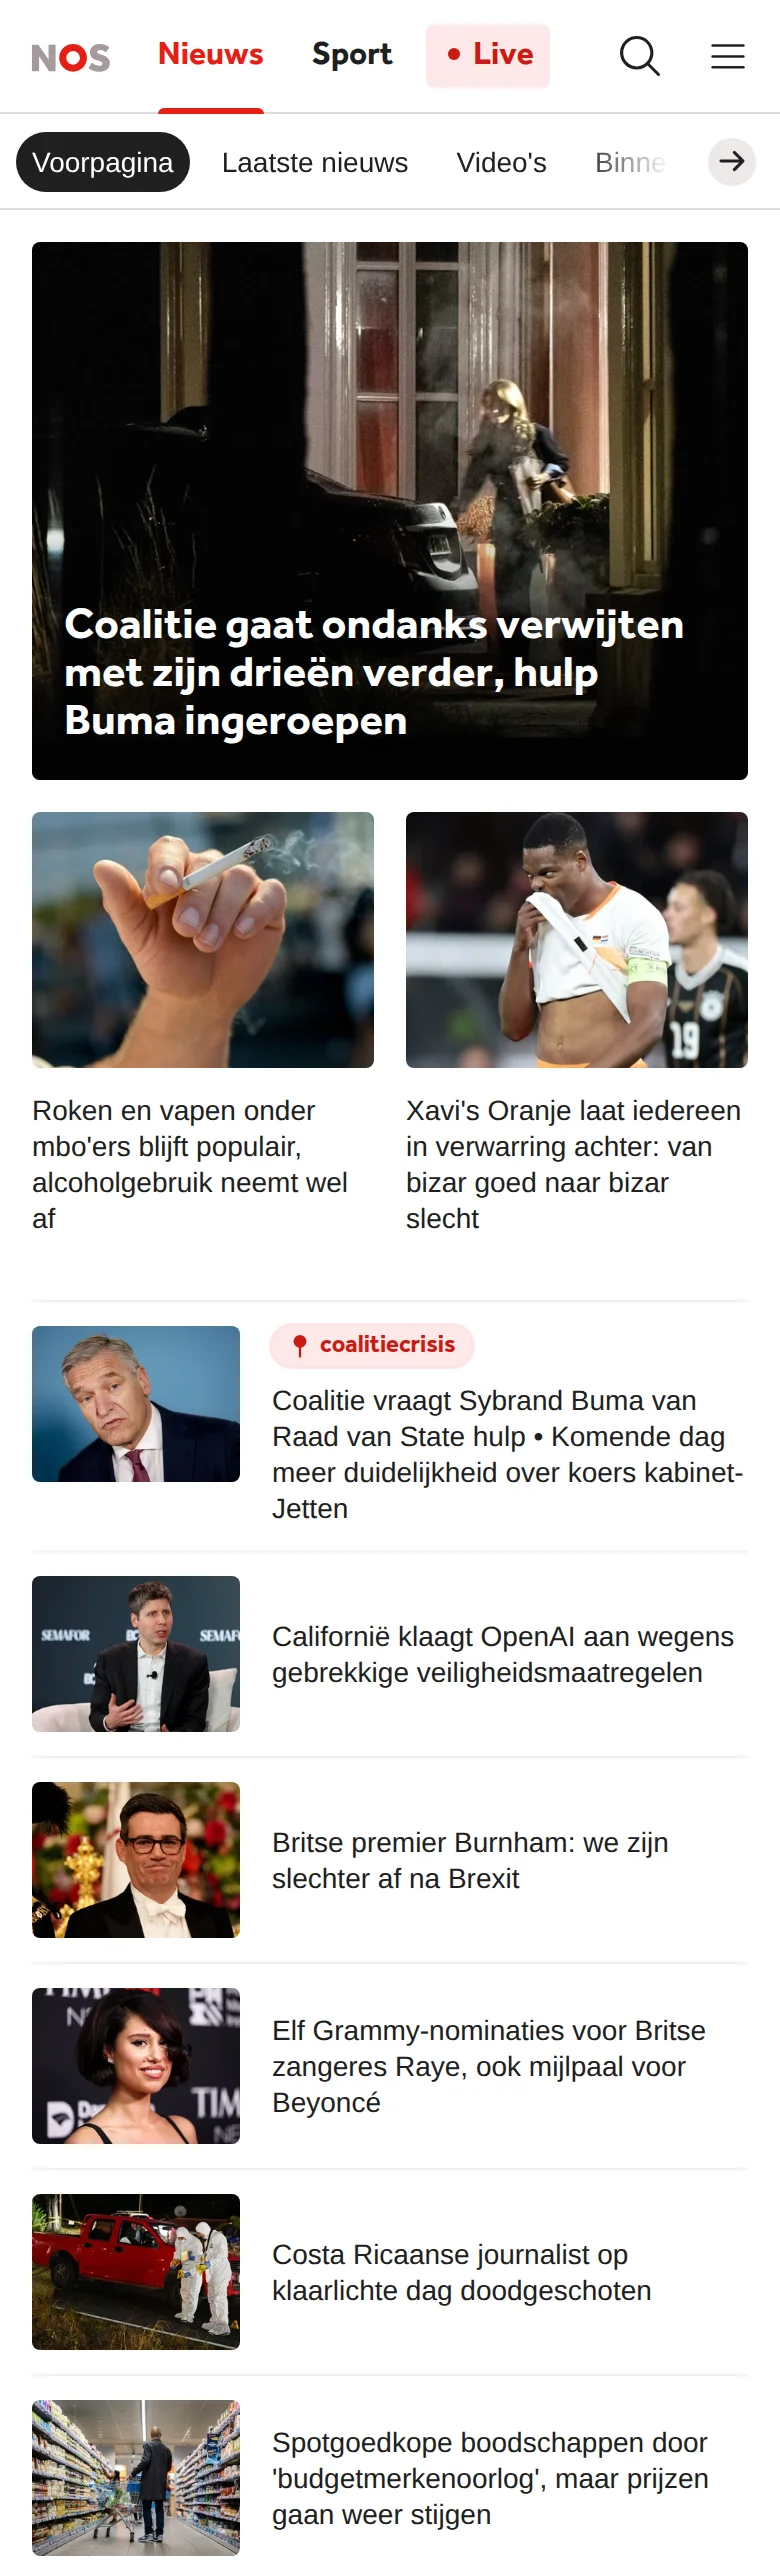 NOS Nieuws Sport Live
Voorpagina Laatste nieuws Video's Binne
Coalitie gaat ondanks verwijten
met zijn drieën verder, hulp
Buma ingeroepen
Roken en vapen onder
mbo'ers blijft populair,
alcoholgebruik neemt wel
af
19
Xavi's Oranje laat iedereen
in verwarring achter: van
bizar goed naar bizar
slecht
coalitiecrisis
Coalitie vraagt Sybrand Buma van
Raad van State hulp • Komende dag
meer duidelijkheid over koers kabinet-
Jetten
SEMAFOR
SEMAF
Californië klaagt OpenAI aan wegens
gebrekkige veiligheidsmaatregelen
Britse premier Burnham: we zijn
slechter af na Brexit
TIM
Elf Grammy-nominaties voor Britse
zangeres Raye, ook mijlpaal voor
Beyoncé
Costa Ricaanse journalist op
klaarlichte dag doodgeschoten
Spotgoedkope boodschappen door
'budgetmerkenoorlog', maar prijzen
gaan weer stijgen